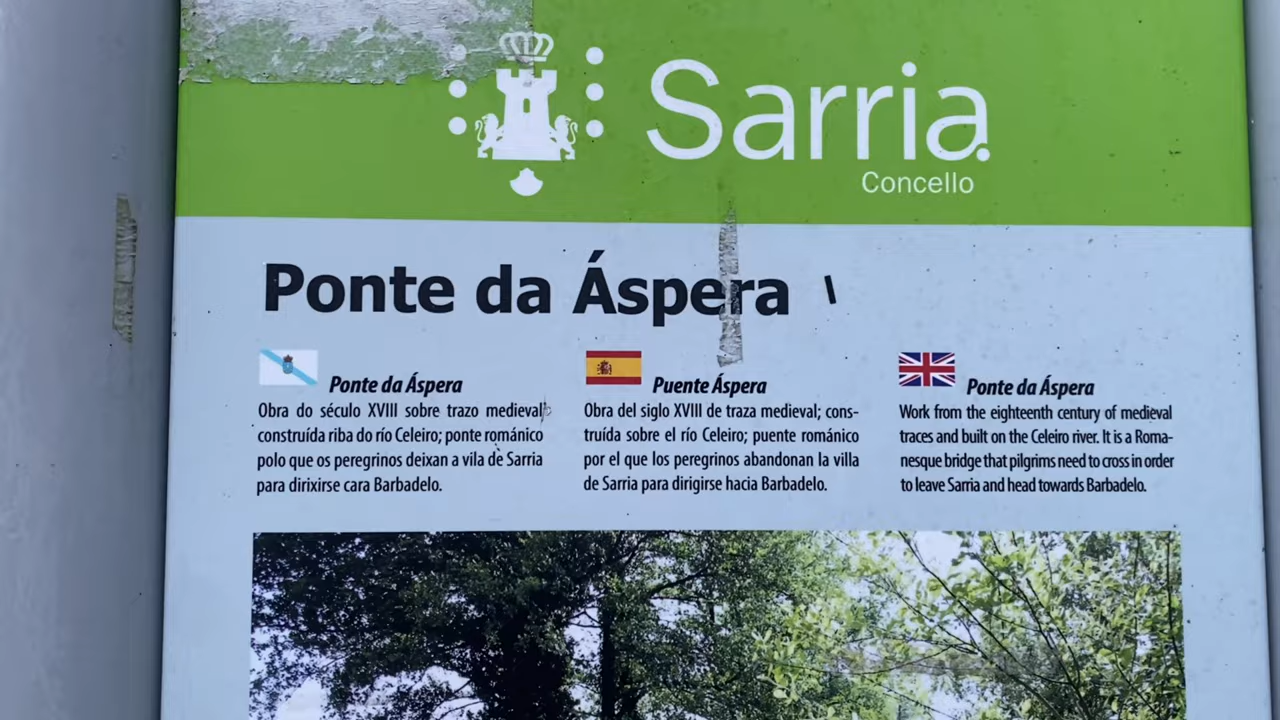 Sarria
Concello
Ponte da Áspera
Ponte da Áspera
Obra do século XVIII sobre trazo medieval;
construída riba do río Celeiro; ponte románico
polo que os peregrinos deixan a vila de Sarria
para dirixirse cara Barbadelo.
Puente Áspera
Obra del siglo XVIII de traza medieval; cons-
truída sobre el río Celeiro; puente románico
por el que los peregrinos abandonan la villa
de Sarria para dirigirse hacia Barbadelo.
Ponte da Áspera
Work from the eighteenth century of medieval
traces and built on the Celeiro river. It is a Roma-
nesque bridge that pilgrims need to cross in order
to leave Sarria and head towards Barbadelo.